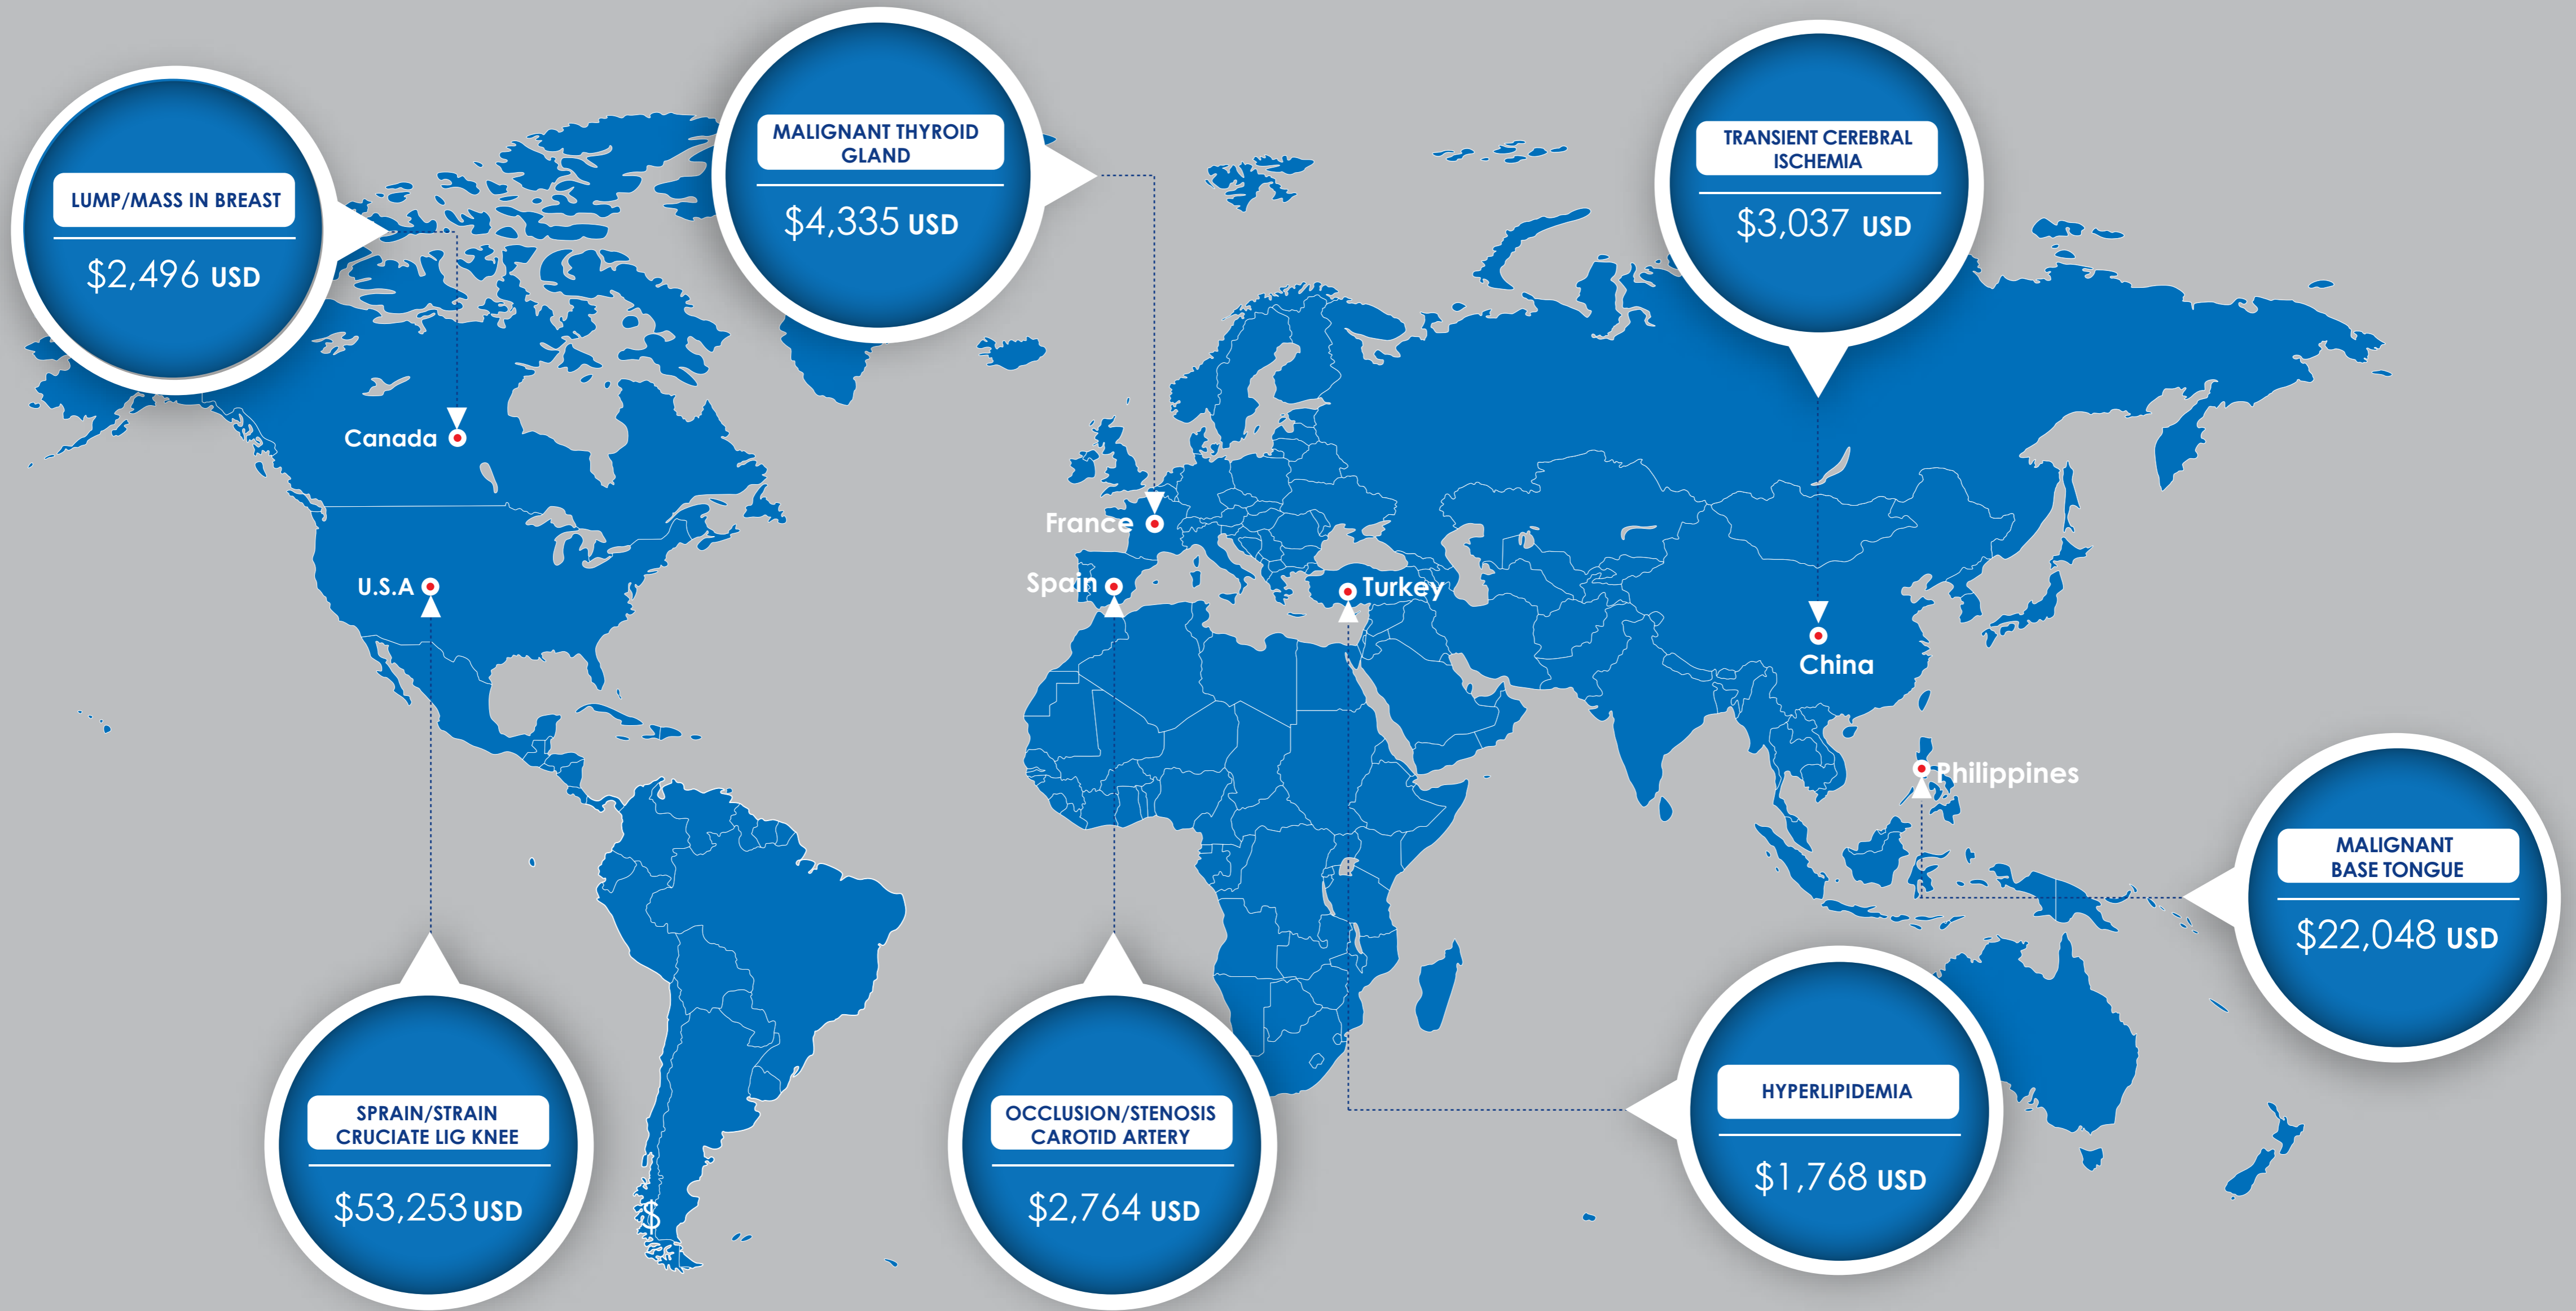 LUMP/MASS IN BREAST
$2,496 USD
MALIGNANT THYROID
GLAND
$4,335 USD
TRANSIENT CEREBRAL
ISCHEMIA
$3,037 USD
Canada
France
U.S.A
Spain
Turkey
China
Philippines
MALIGNANT
BASE TONGUE
$22,048 USD
SPRAIN/STRAIN
CRUCIATE LIG KNEE
$53,253 USD
$
OCCLUSION/STENOSIS
CAROTID ARTERY
$2,764 USD
HYPERLIPIDEMIA
$1,768 USD